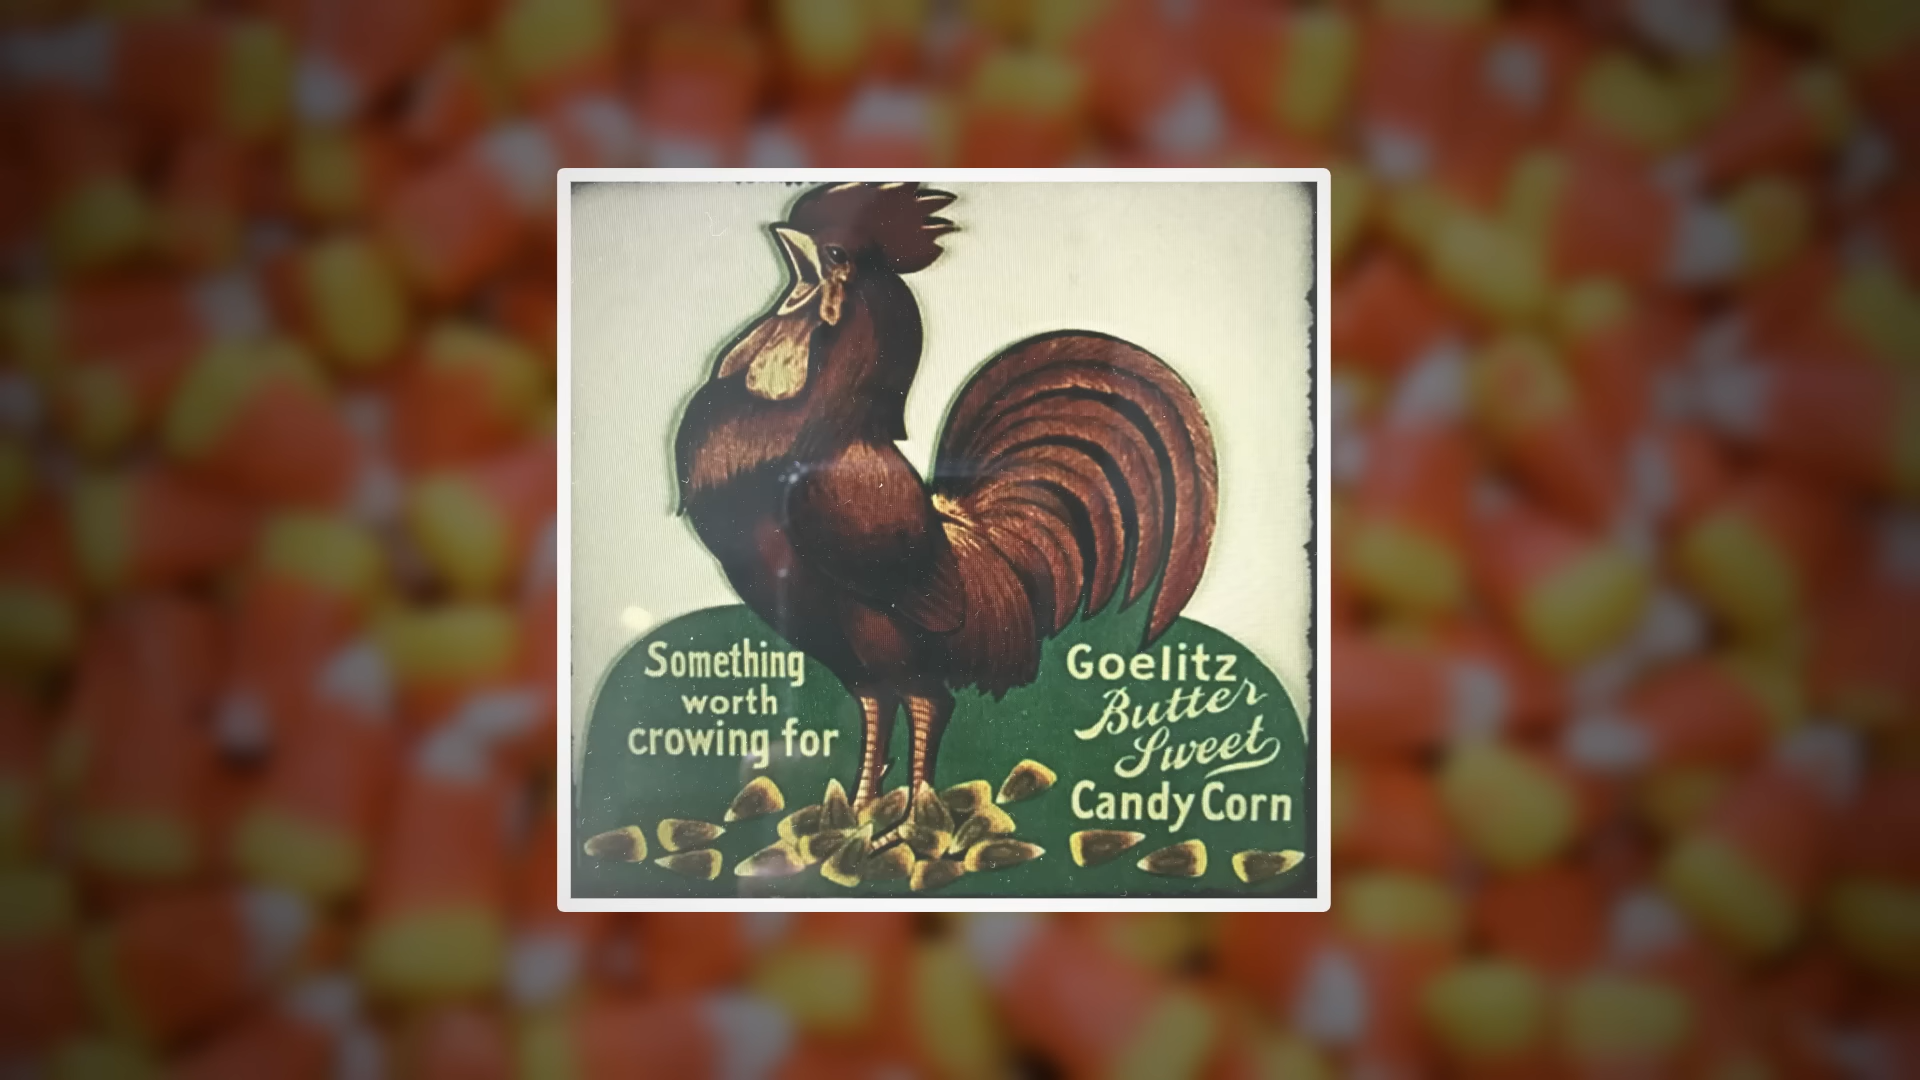 Something
worth
crowing for
Goelitz
Butter
Sweet
Candy Corn